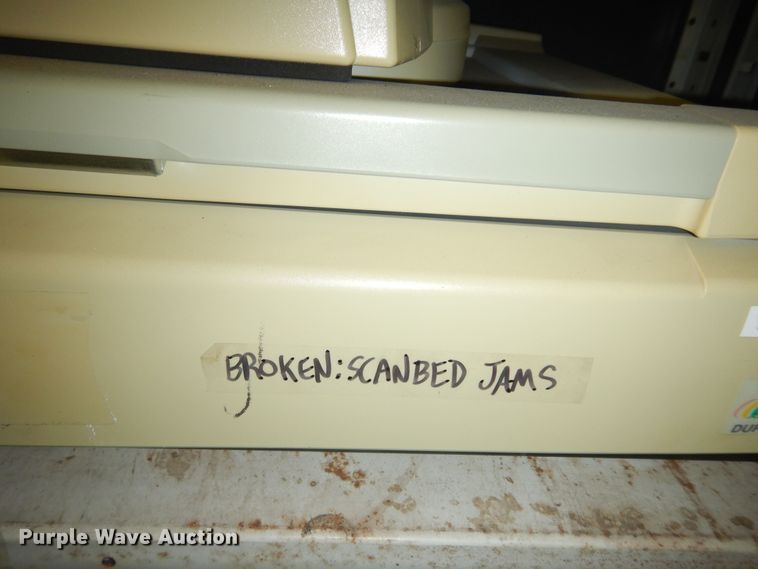 BROKEN: SCANBED JAMS
Purple Wave Auction